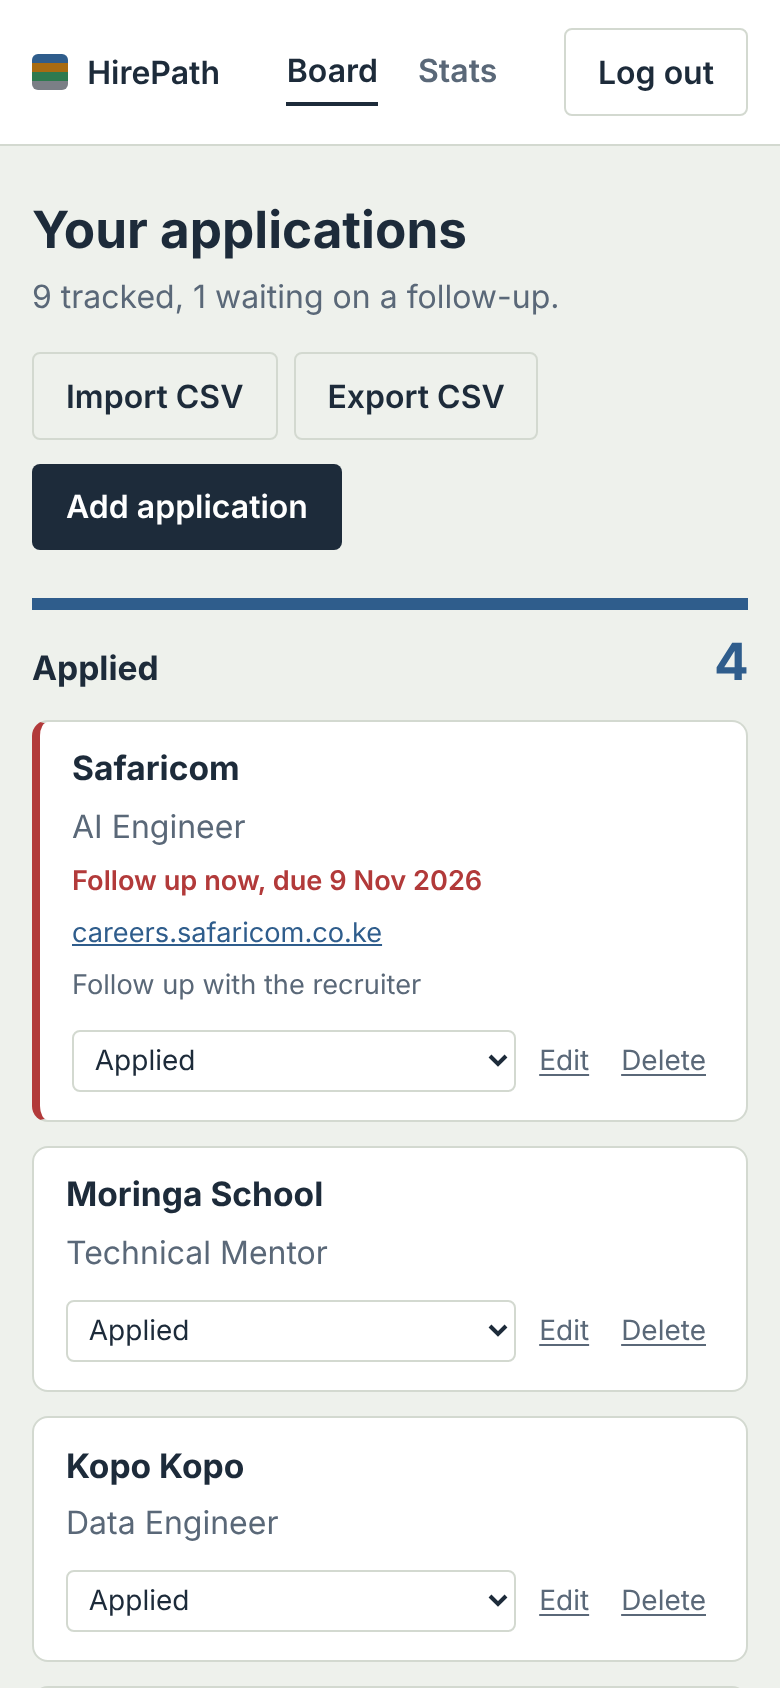 HirePath Board Stats Log out
Your applications
9 tracked, 1 waiting on a follow-up.
Import CSV Export CSV
Add application
Applied 4
Safaricom
AI Engineer
Follow up now, due 9 Nov 2026
careers.safaricom.co.ke
Follow up with the recruiter
Applied Edit Delete
Moringa School
Technical Mentor
Applied Edit Delete
Kopo Kopo
Data Engineer
Applied Edit Delete